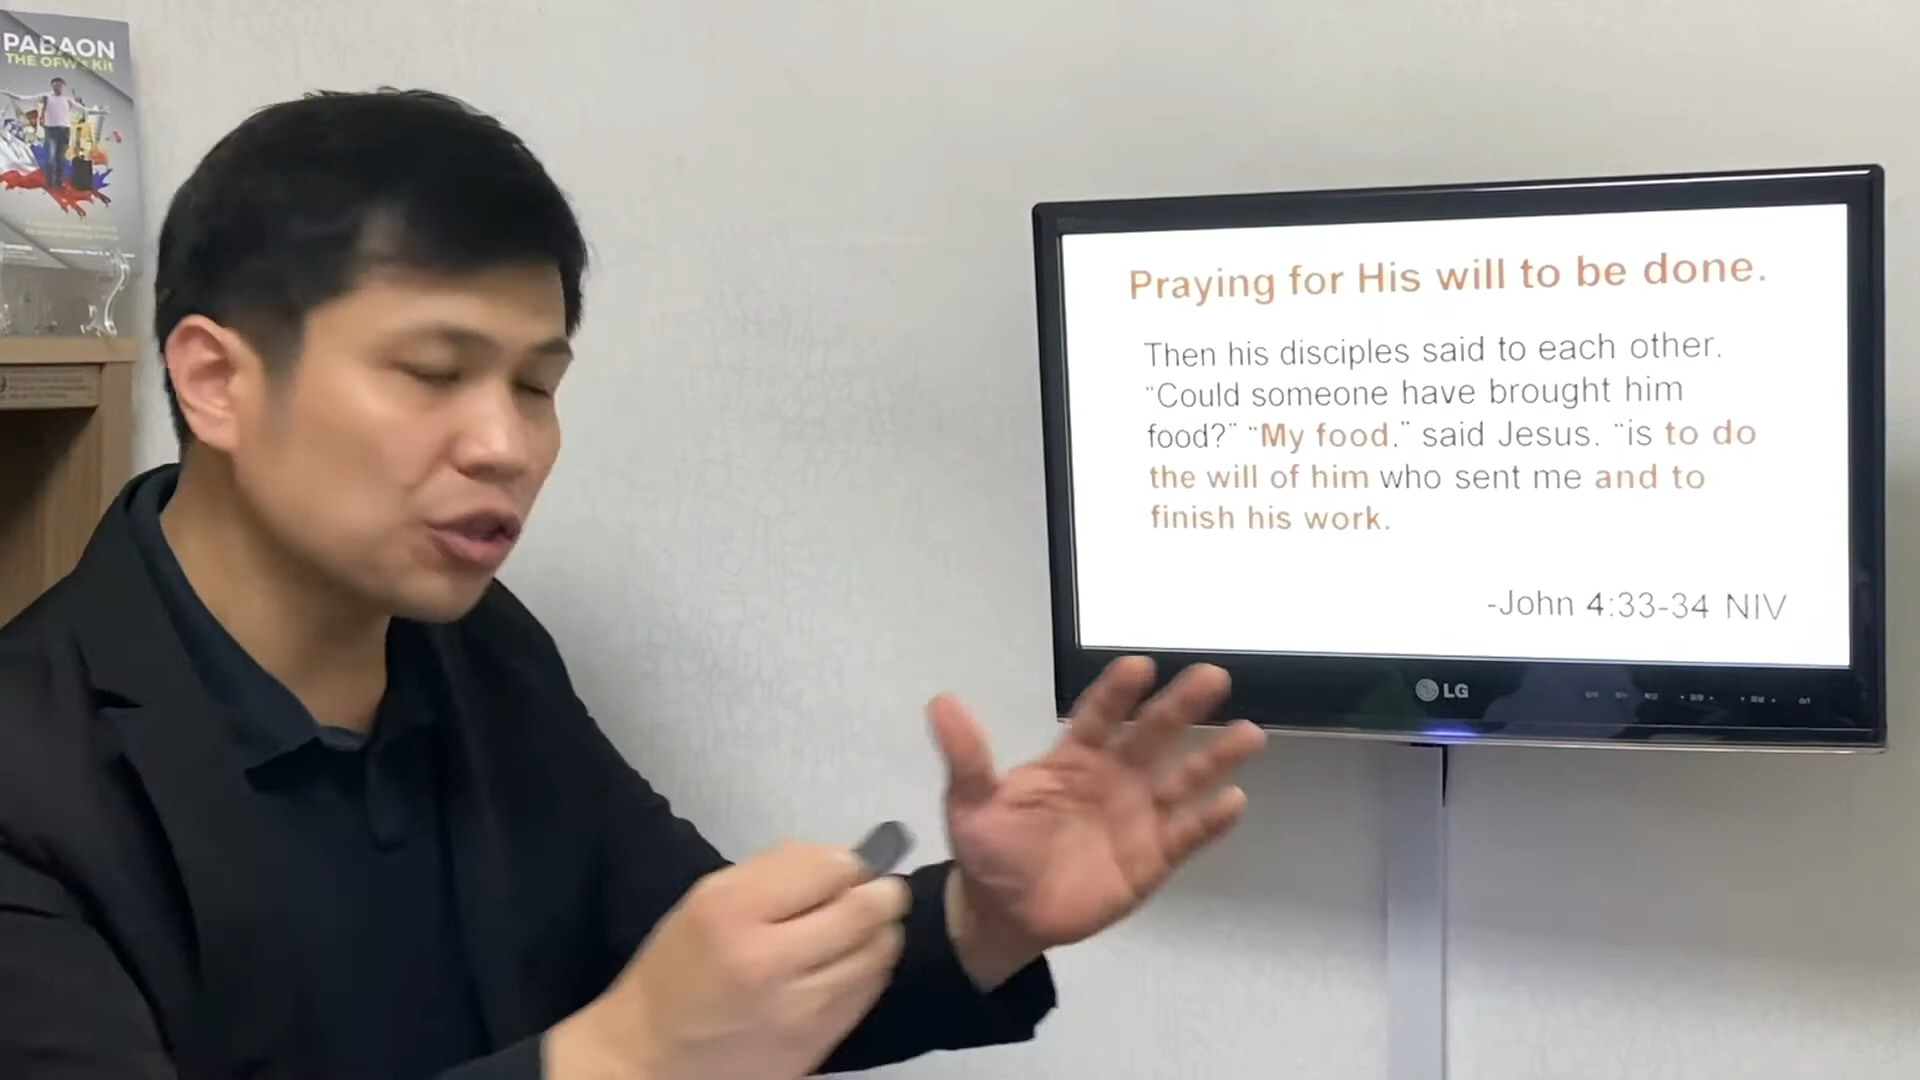 PABAON
THE OFW's Kit
Praying for His will to be done.
Then his disciples said to each other,
“Could someone have brought him
food?” “My food,” said Jesus, “is to do
the will of him who sent me and to
finish his work.
-John 4:33-34 NIV
LG